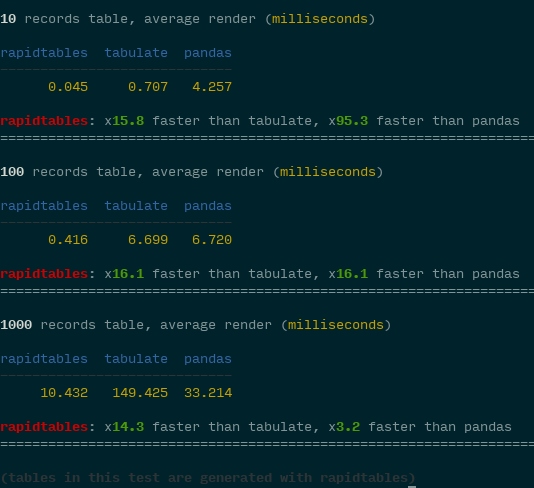 10 records table, average render (milliseconds)
rapidtables  tabulate  pandas
-----------------------------
      0.045     0.707   4.257
rapidtables: x15.8 faster than tabulate, x95.3 faster than pandas
===================================================================
100 records table, average render (milliseconds)
rapidtables  tabulate  pandas
-----------------------------
      0.416     6.699   6.720
rapidtables: x16.1 faster than tabulate, x16.1 faster than pandas
===================================================================
1000 records table, average render (milliseconds)
rapidtables  tabulate  pandas
-----------------------------
     10.432   149.425  33.214
rapidtables: x14.3 faster than tabulate, x3.2 faster than pandas
===================================================================
(tables in this test are generated with rapidtables)